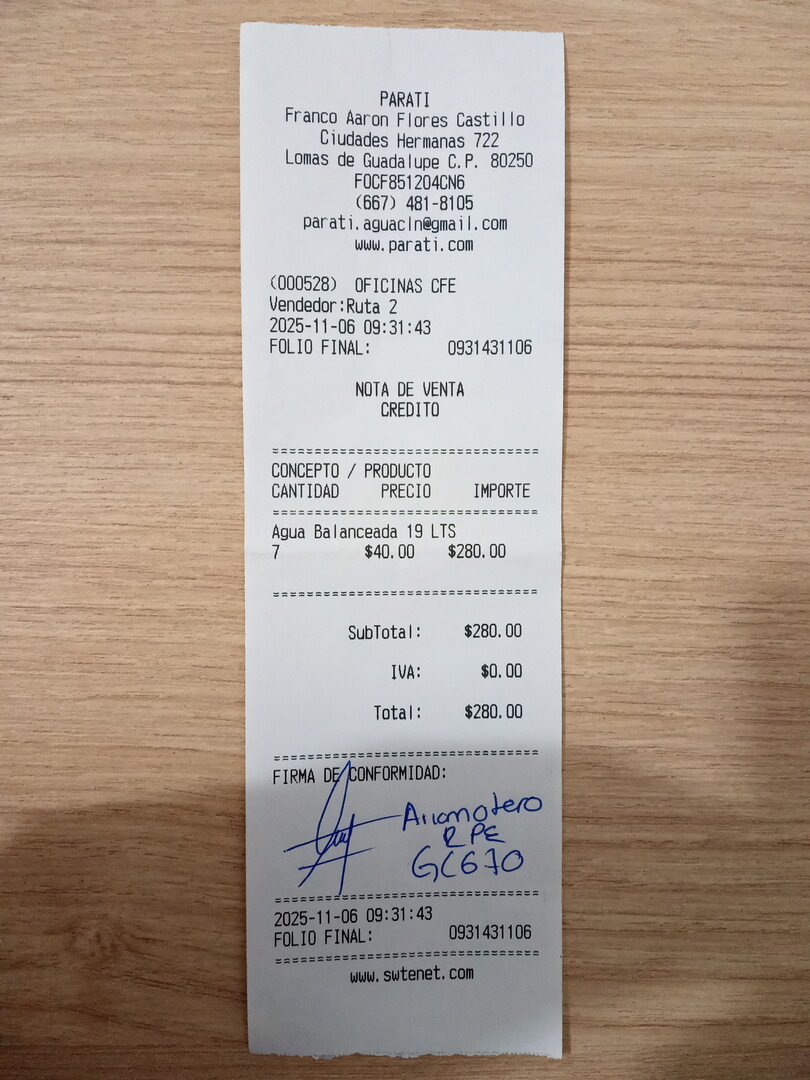 PARATI
Franco Aaron Flores Castillo
Ciudades Hermanas 722
Lomas de Guadalupe C.P. 80250
FOCF851204CN6
(667) 481-8105
parati.aguacln@gmail.com
www.parati.com
(000528) OFICINAS CFE
Vendedor:Ruta 2
2025-11-06 09:31:43
FOLIO FINAL: 0931431106
NOTA DE VENTA
CREDITO
CONCEPTO / PRODUCTO
CANTIDAD PRECIO IMPORTE
Agua Balanceada 19 LTS
7 $40.00 $280.00
SubTotal: $280.00
IVA: $0.00
Total: $280.00
FIRMA DE CONFORMIDAD:
RPE
2025-11-06 09:31:43
FOLIO FINAL: 0931431106
www.swtenet.com